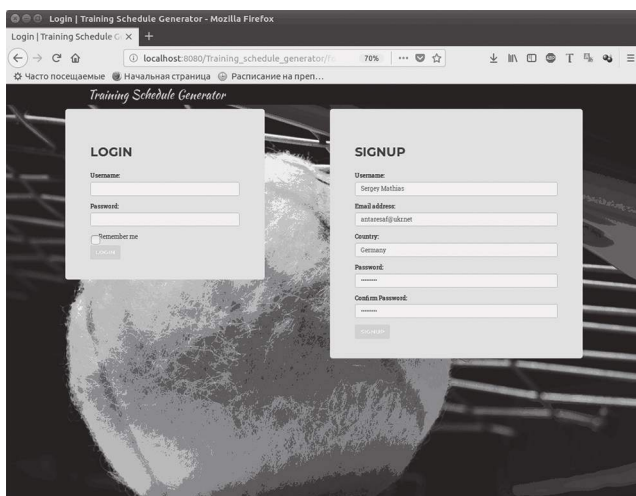 Login | Training Schedule Generator - Mozilla Firefox
Login | Training Schedule G
localhost:8080/Training_schedule_generator/
70%
Часто посещаемые Начальная страница Расписание на преп…
Training Schedule Generator
LOGIN
Username:
Password:
Remember me
SIGNUP
Username:
Sergey Mathias
Email address:
antaresaf@ukr.net
Country:
Germany
Password:
Confirm Password: